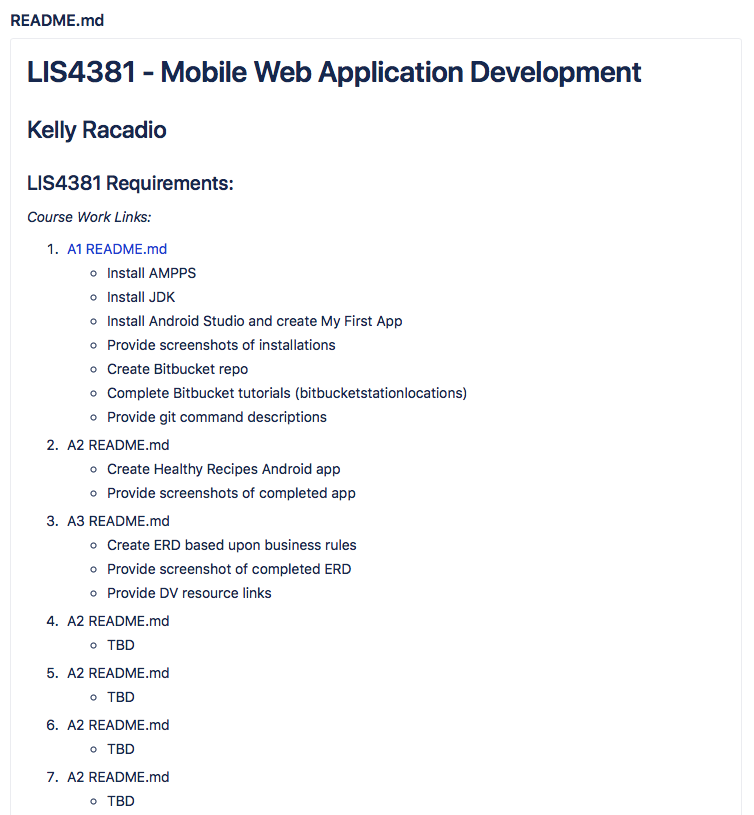 README.md
LIS4381 - Mobile Web Application Development
Kelly Racadio
LIS4381 Requirements:
Course Work Links:
1. A1 README.md
◦ Install AMPPS
◦ Install JDK
◦ Install Android Studio and create My First App
◦ Provide screenshots of installations
◦ Create Bitbucket repo
◦ Complete Bitbucket tutorials (bitbucketstationlocations)
◦ Provide git command descriptions
2. A2 README.md
◦ Create Healthy Recipes Android app
◦ Provide screenshots of completed app
3. A3 README.md
◦ Create ERD based upon business rules
◦ Provide screenshot of completed ERD
◦ Provide DV resource links
4. A2 README.md
◦ TBD
5. A2 README.md
◦ TBD
6. A2 README.md
◦ TBD
7. A2 README.md
◦ TBD